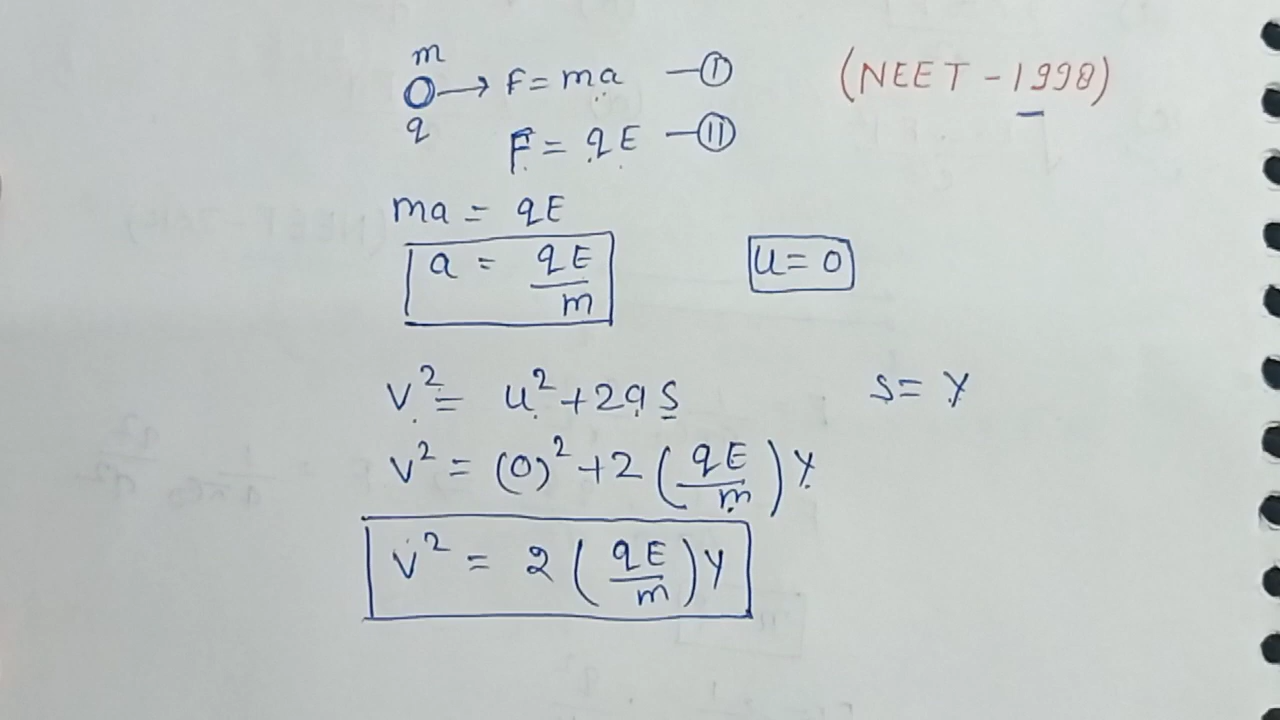 m
F = ma — I
(NEET - 1998)
q
F = qE — II
ma = qE
a = qE/m
u = 0
v² = u² + 2as
s = y
v² = (0)² + 2(qE/m)y
v² = 2(qE/m)y